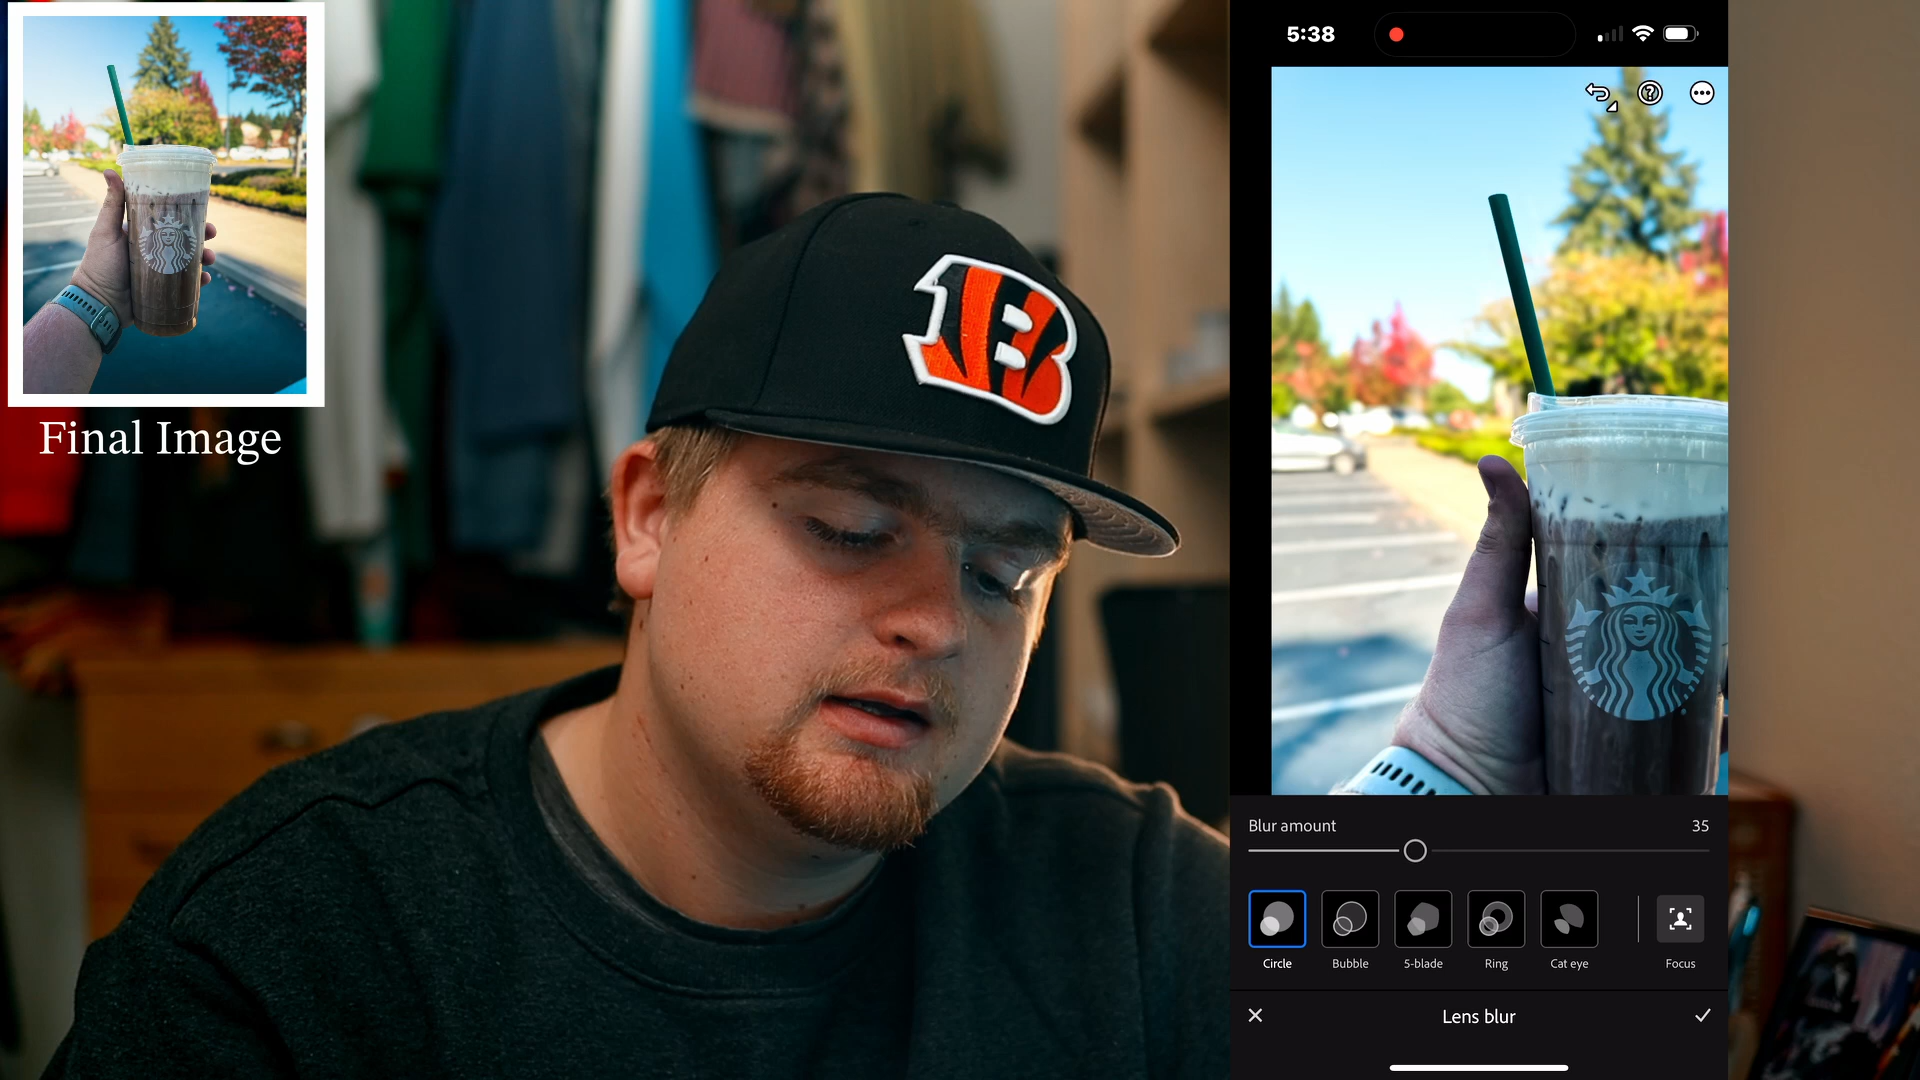 Final Image
5:38
Blur amount 35
Circle Bubble 5-blade Ring Cat eye Focus
Lens blur